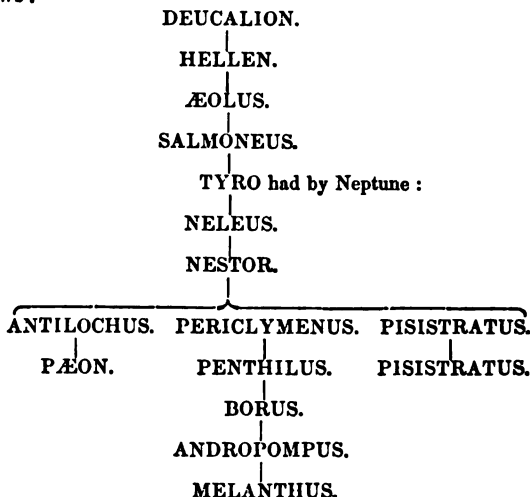 DEUCALION.
HELLEN.
ÆOLUS.
SALMONEUS.
TYRO had by Neptune :
NELEUS.
NESTOR.
ANTILOCHUS. PERICLYMENUS. PISISTRATUS.
PÆON. PENTHILUS. PISISTRATUS.
BORUS.
ANDROPOMPUS.
MELANTHUS.